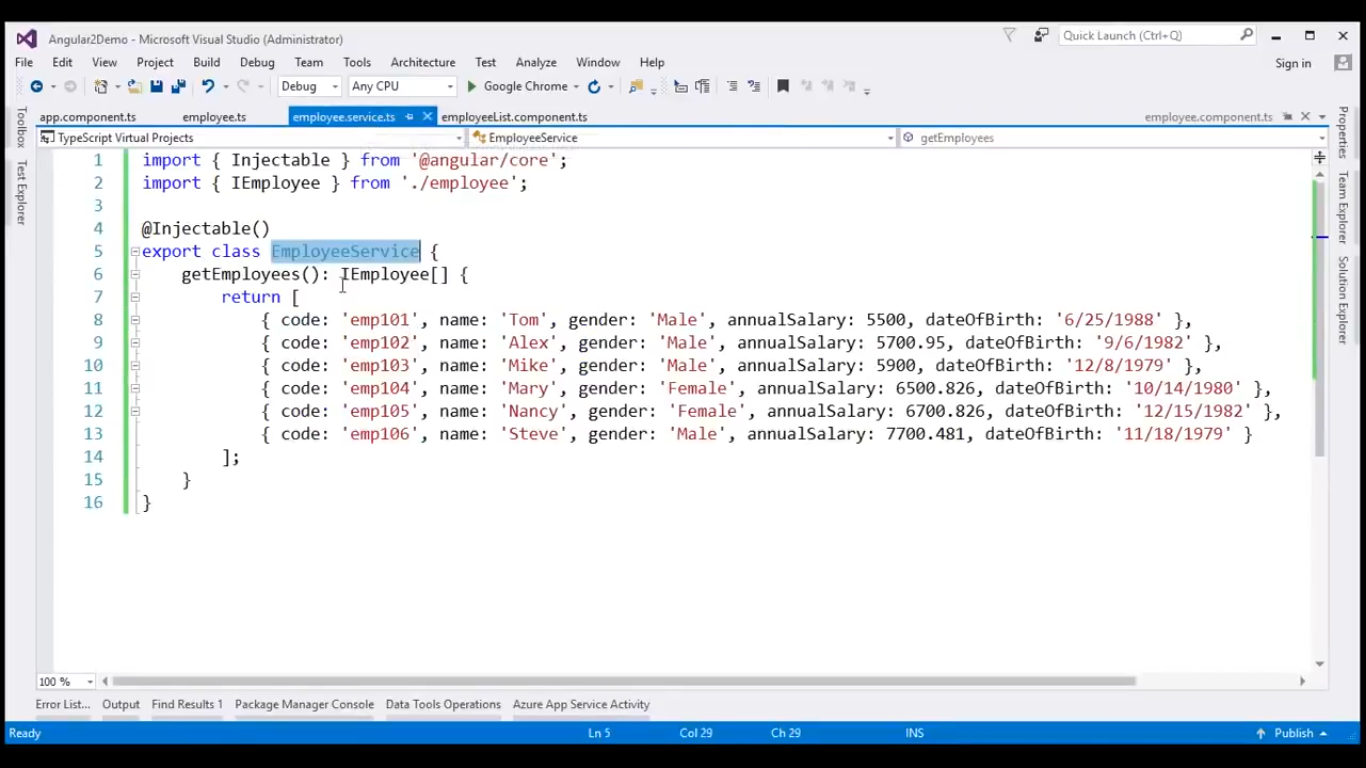 Angular2Demo - Microsoft Visual Studio (Administrator)
Quick Launch (Ctrl+Q)
File Edit View Project Build Debug Team Tools Architecture Test Analyze Window Help
Sign in
Debug Any CPU Google Chrome
app.component.ts employee.ts employee.service.ts employeeList.component.ts employee.component.ts
TypeScript Virtual Projects EmployeeService getEmployees
Toolbox
Test Explorer
1 import { Injectable } from '@angular/core';
2 import { IEmployee } from './employee';
3
4 @Injectable()
5 export class EmployeeService {
6 getEmployees(): IEmployee[] {
7 return [
8 { code: 'emp101', name: 'Tom', gender: 'Male', annualSalary: 5500, dateOfBirth: '6/25/1988' },
9 { code: 'emp102', name: 'Alex', gender: 'Male', annualSalary: 5700.95, dateOfBirth: '9/6/1982' },
10 { code: 'emp103', name: 'Mike', gender: 'Male', annualSalary: 5900, dateOfBirth: '12/8/1979' },
11 { code: 'emp104', name: 'Mary', gender: 'Female', annualSalary: 6500.826, dateOfBirth: '10/14/1980' },
12 { code: 'emp105', name: 'Nancy', gender: 'Female', annualSalary: 6700.826, dateOfBirth: '12/15/1982' },
13 { code: 'emp106', name: 'Steve', gender: 'Male', annualSalary: 7700.481, dateOfBirth: '11/18/1979' }
14 ];
15 }
16 }
Properties
Team Explorer
Solution Explorer
100 %
Error List... Output Find Results 1 Package Manager Console Data Tools Operations Azure App Service Activity
Ready Ln 5 Col 29 Ch 29 INS Publish